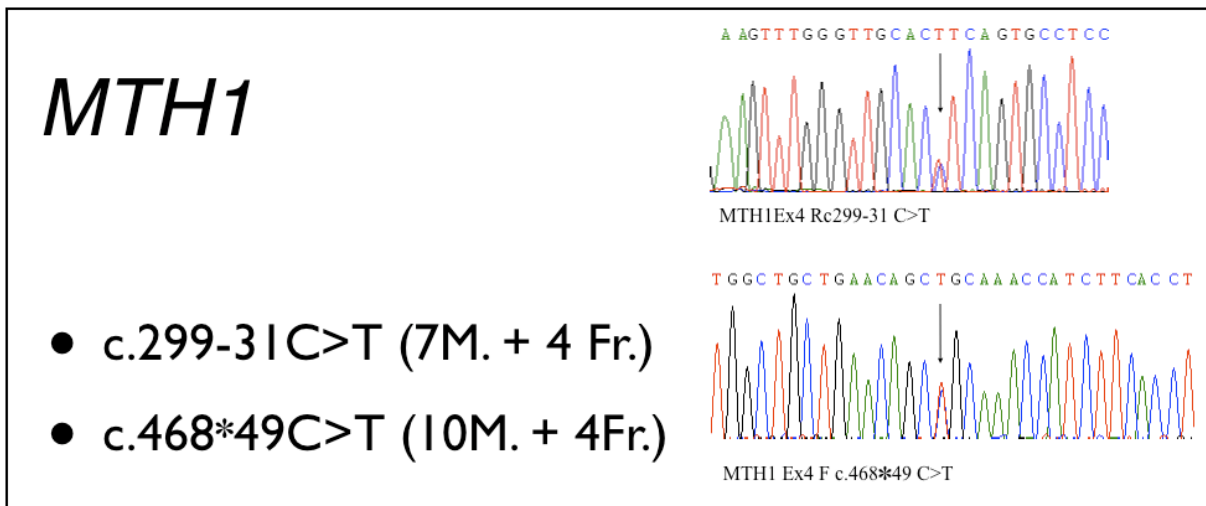 MTH1
• c.299-31C>T (7M. + 4 Fr.)
• c.468*49C>T (10M. + 4Fr.)
A AGTTTGGGTTGCACTTCAGTGCCTCC
MTH1Ex4 Rc299-31 C>T
TGGCTGCTGAACAGCTGCAAACCATCTTCACCT
MTH1 Ex4 F c.468*49 C>T